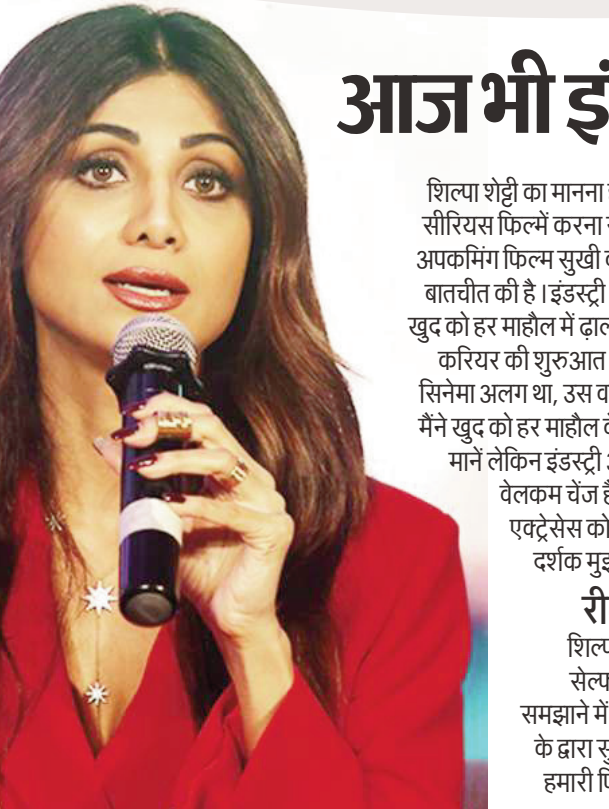 आज भी इं
शिल्पा शेट्टी का मानना
सीरियस फिल्में करना
अपकमिंग फिल्म सुखी
बातचीत की है। इंडस्ट्री
खुद को हर माहौल में ढाल
करियर की शुरुआत
सिनेमा अलग था, उस व
मैंने खुद को हर माहौल
मानें लेकिन इंडस्ट्री
वेलकम चेंज है
एक्ट्रेसेस को
दर्शक मुझ
री
शिल्प
सेल्फ
समझाने में
के द्वारा सु
हमारी फि